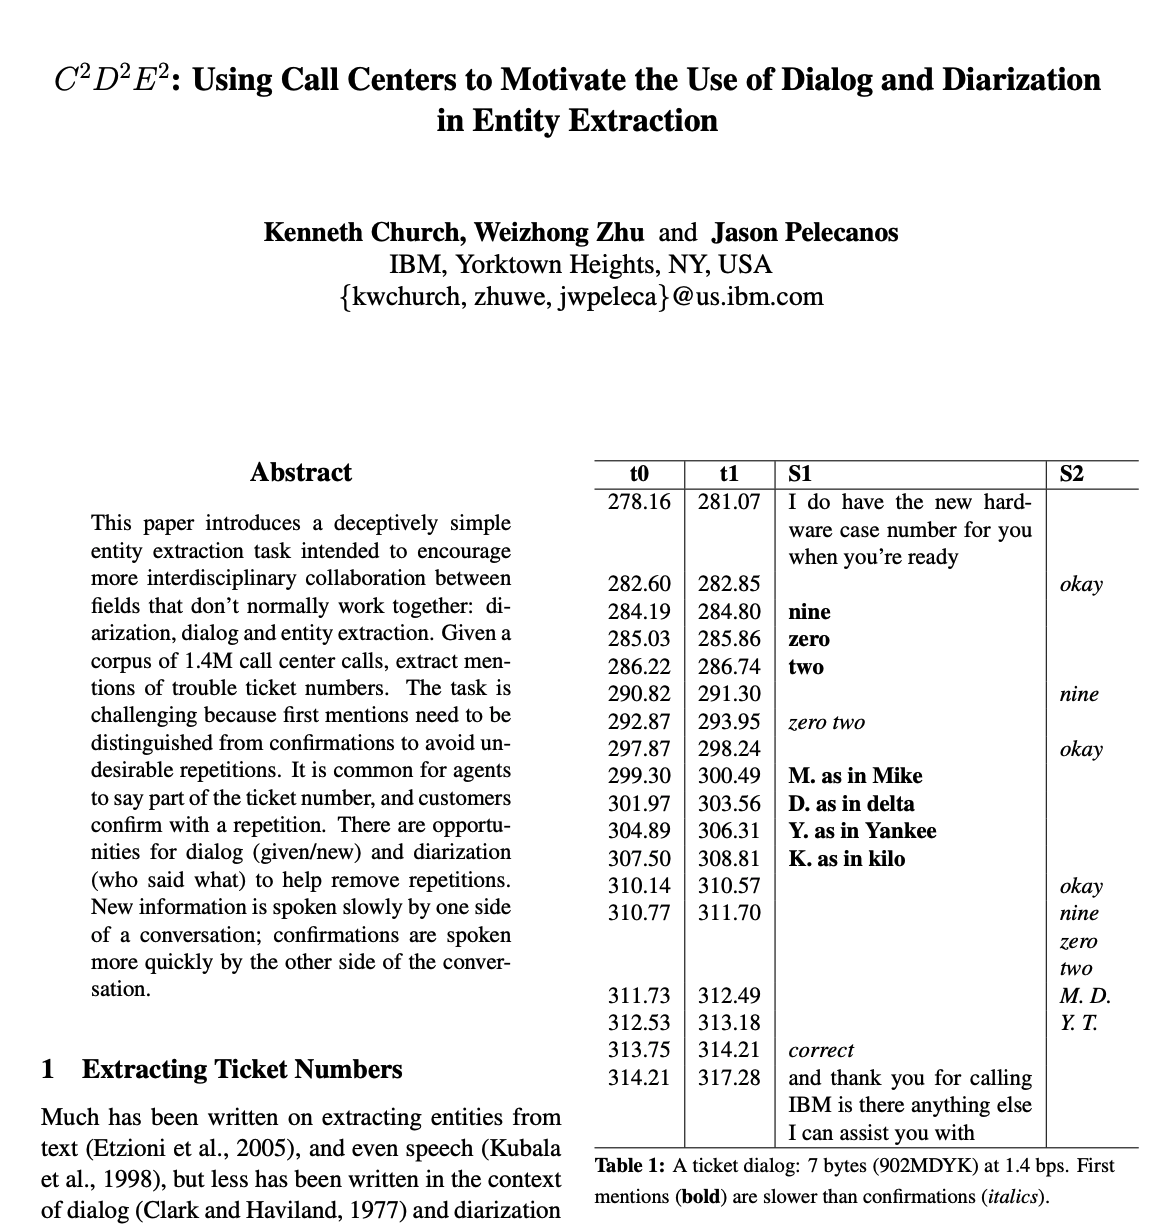 C²D²E²: Using Call Centers to Motivate the Use of Dialog and Diarization
in Entity Extraction
Kenneth Church, Weizhong Zhu and Jason Pelecanos
IBM, Yorktown Heights, NY, USA
{kwchurch, zhuwe, jwpeleca}@us.ibm.com
Abstract
This paper introduces a deceptively simple
entity extraction task intended to encourage
more interdisciplinary collaboration between
fields that don't normally work together: di-
arization, dialog and entity extraction. Given a
corpus of 1.4M call center calls, extract men-
tions of trouble ticket numbers. The task is
challenging because first mentions need to be
distinguished from confirmations to avoid un-
desirable repetitions. It is common for agents
to say part of the ticket number, and customers
confirm with a repetition. There are opportu-
nities for dialog (given/new) and diarization
(who said what) to help remove repetitions.
New information is spoken slowly by one side
of a conversation; confirmations are spoken
more quickly by the other side of the conver-
sation.
1 Extracting Ticket Numbers
Much has been written on extracting entities from
text (Etzioni et al., 2005), and even speech (Kubala
et al., 1998), but less has been written in the context
of dialog (Clark and Haviland, 1977) and diarization
t0 t1 S1 S2
278.16 281.07 I do have the new hard-
ware case number for you
when you're ready
282.60 282.85 okay
284.19 284.80 nine
285.03 285.86 zero
286.22 286.74 two
290.82 291.30 nine
292.87 293.95 zero two
297.87 298.24 okay
299.30 300.49 M. as in Mike
301.97 303.56 D. as in delta
304.89 306.31 Y. as in Yankee
307.50 308.81 K. as in kilo
310.14 310.57 okay
310.77 311.70 nine
zero
two
311.73 312.49 M. D.
312.53 313.18 Y. T.
313.75 314.21 correct
314.21 317.28 and thank you for calling
IBM is there anything else
I can assist you with
Table 1: A ticket dialog: 7 bytes (902MDYK) at 1.4 bps. First
mentions (bold) are slower than confirmations (italics).